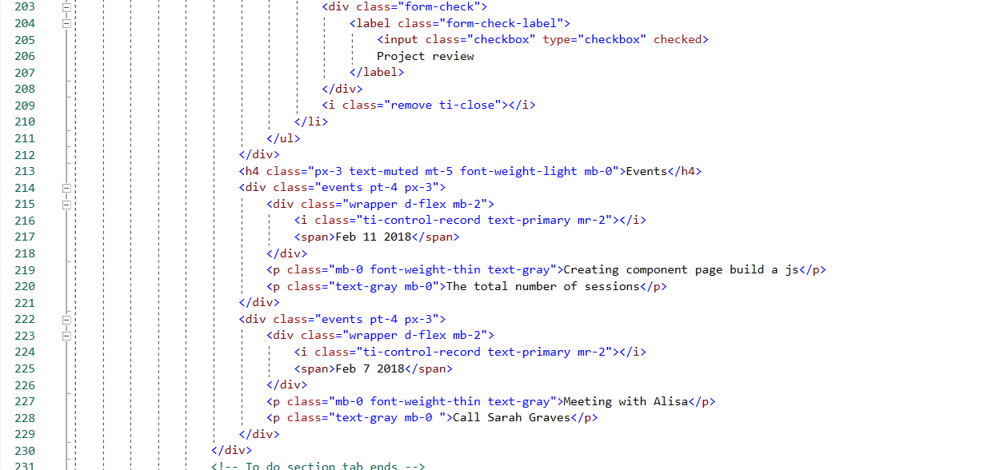 203 <div class="form-check">
204 <label class="form-check-label">
205 <input class="checkbox" type="checkbox" checked>
206 Project review
207 </label>
208 </div>
209 <i class="remove ti-close"></i>
210 </li>
211 </ul>
212 </div>
213 <h4 class="px-3 text-muted mt-5 font-weight-light mb-0">Events</h4>
214 <div class="events pt-4 px-3">
215 <div class="wrapper d-flex mb-2">
216 <i class="ti-control-record text-primary mr-2"></i>
217 <span>Feb 11 2018</span>
218 </div>
219 <p class="mb-0 font-weight-thin text-gray">Creating component page build a js</p>
220 <p class="text-gray mb-0">The total number of sessions</p>
221 </div>
222 <div class="events pt-4 px-3">
223 <div class="wrapper d-flex mb-2">
224 <i class="ti-control-record text-primary mr-2"></i>
225 <span>Feb 7 2018</span>
226 </div>
227 <p class="mb-0 font-weight-thin text-gray">Meeting with Alisa</p>
228 <p class="text-gray mb-0 ">Call Sarah Graves</p>
229 </div>
230 </div>
231 <!-- To do section tab ends -->